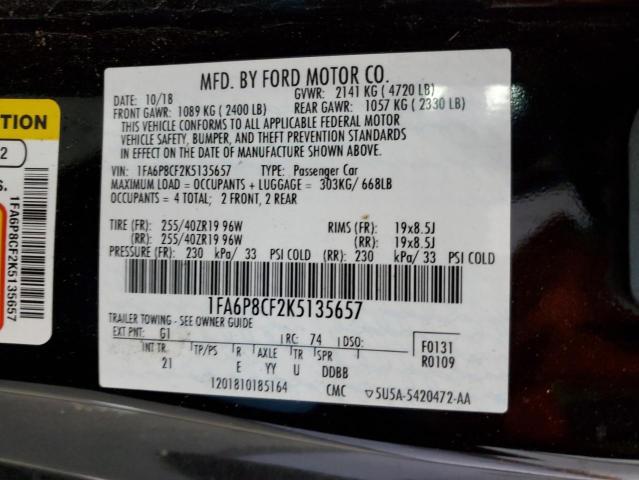 MFD. BY FORD MOTOR CO.
DATE: 10/18 GVWR: 2141 KG ( 4720 LB)
FRONT GAWR: 1089 KG ( 2400 LB) REAR GAWR: 1057 KG ( 2330 LB)
THIS VEHICLE CONFORMS TO ALL APPLICABLE FEDERAL MOTOR
VEHICLE SAFETY, BUMPER, AND THEFT PREVENTION STANDARDS
IN EFFECT ON THE DATE OF MANUFACTURE SHOWN ABOVE.
VIN: 1FA6P8CF2K5135657 TYPE: Passenger Car
MAXIMUM LOAD = OCCUPANTS + LUGGAGE = 303KG/ 668LB
OCCUPANTS = 4 TOTAL; 2 FRONT, 2 REAR
TIRE (FR): 255/40ZR19 96W RIMS (FR): 19x8.5J
(RR): 255/40ZR19 96W (RR): 19x8.5J
PRESSURE (FR): 230 kPa/ 33 PSI COLD (RR): 230 kPa/ 33 PSI COLD
1FA6P8CF2K5135657
TRAILER TOWING - SEE OWNER GUIDE
EXT PNT: G1 RC: 74 DSO: F0131
INT TR TP/PS R AXLE TR SPR R0109
21 E YY U DDBB
1201810185164 CMC 5U5A-5420472-AA
TION
2
s.
1FA6P8CF2K5135657